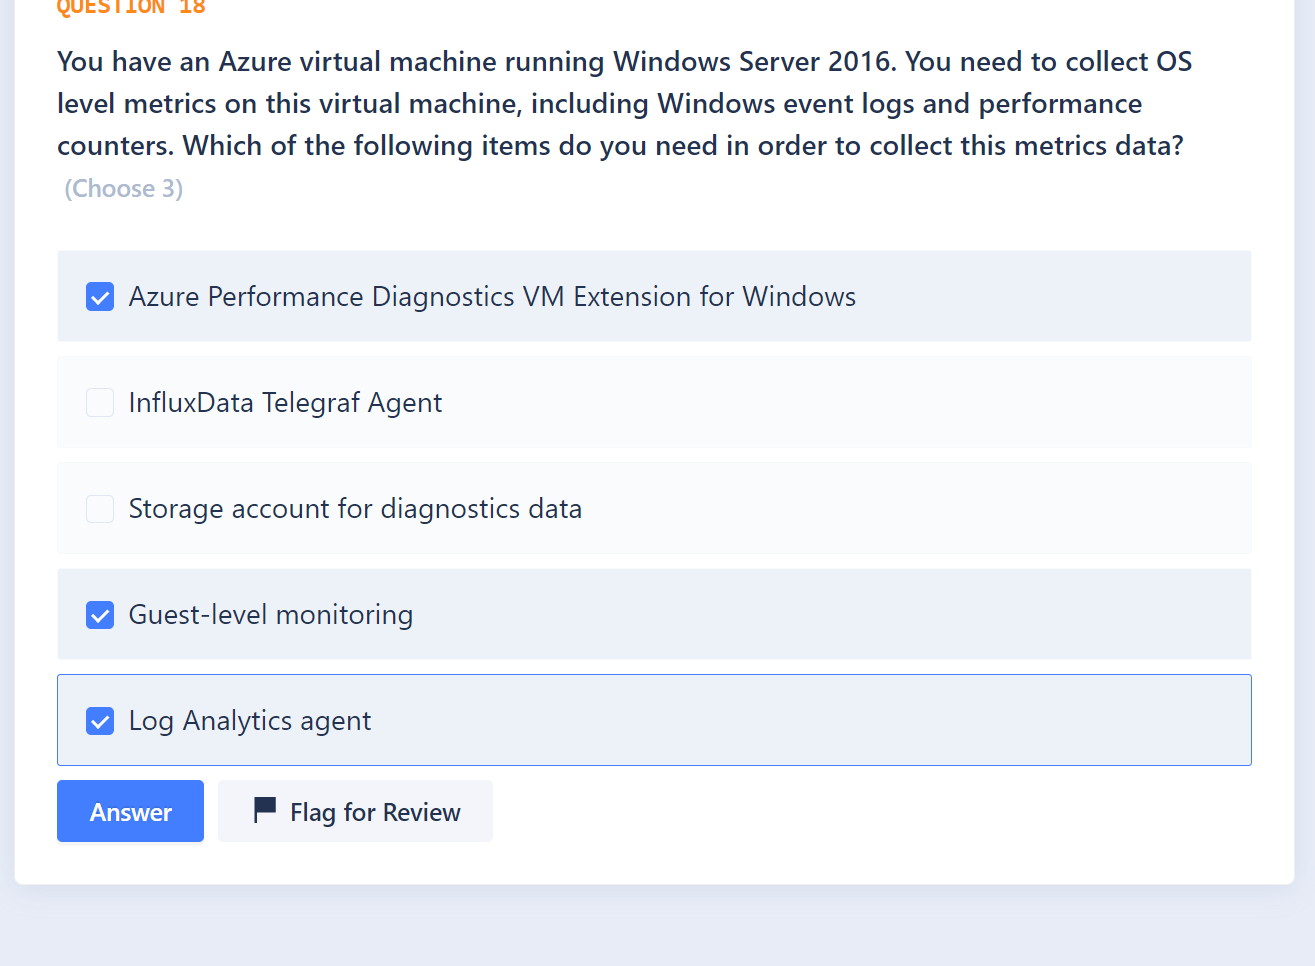 QUESTION 18
You have an Azure virtual machine running Windows Server 2016. You need to collect OS
level metrics on this virtual machine, including Windows event logs and performance
counters. Which of the following items do you need in order to collect this metrics data?
(Choose 3)
Azure Performance Diagnostics VM Extension for Windows
InfluxData Telegraf Agent
Storage account for diagnostics data
Guest-level monitoring
Log Analytics agent
Answer
Flag for Review